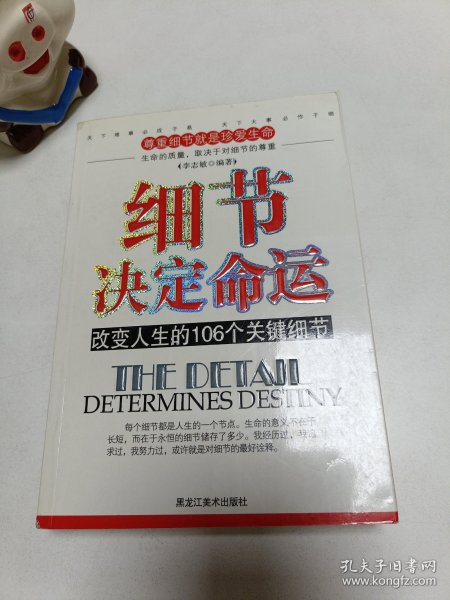 天下难事必成于易 天下大事必作于细
尊重细节就是珍爱生命
生命的质量，取决于对细节的尊重
《李志敏◎编著》
细节
决定命运
改变人生的106个关键细节
THE DETAIL
DETERMINES DESTINY
每个细节都是人生的一个节点。生命的意义不在于
长短，而在于永恒的细节储存了多少。我经历过，我
求过，我努力过，或许就是对细节的最好诠释。
黑龙江美术出版社
孔夫子旧书网
www.kongfz.com